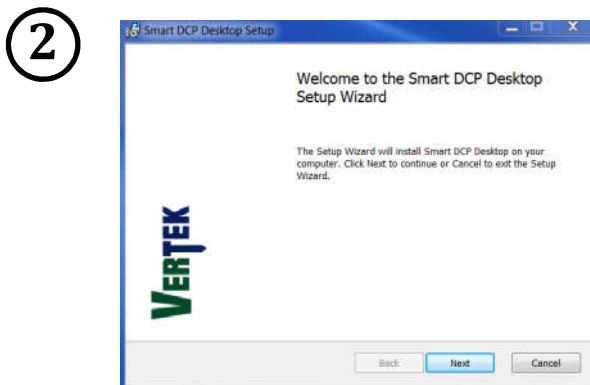 2
Smart DCP Desktop Setup
Welcome to the Smart DCP Desktop
Setup Wizard
The Setup Wizard will install Smart DCP Desktop on your
computer. Click Next to continue or Cancel to exit the Setup
Wizard.
VERTEK
Back Next Cancel